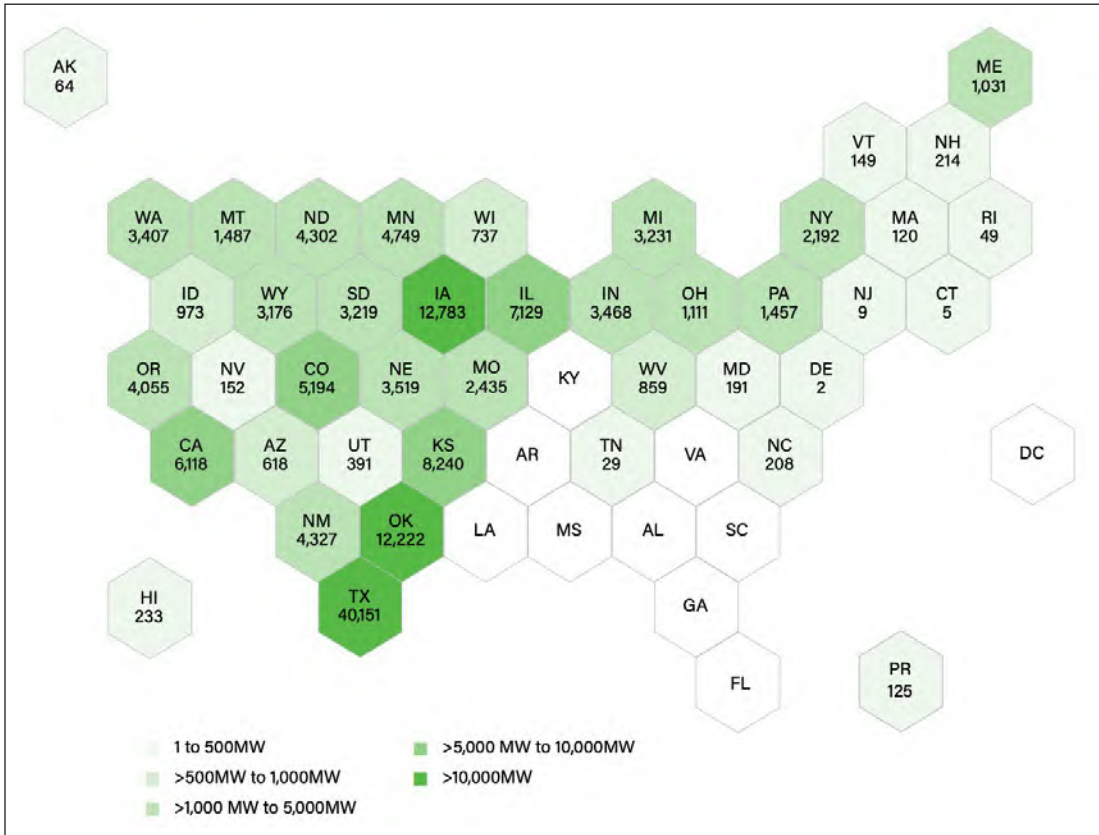 AK
64
ME
1,031
VT
149
NH
214
WA
3,407
MT
1,487
ND
4,302
MN
4,749
WI
737
MI
3,231
NY
2,192
MA
120
RI
49
ID
973
WY
3,176
SD
3,219
IA
12,783
IL
7,129
IN
3,468
OH
1,111
PA
1,457
NJ
9
CT
5
OR
4,055
NV
152
CO
5,194
NE
3,519
MO
2,435
KY
WV
859
MD
191
DE
2
CA
6,118
AZ
618
UT
391
KS
8,240
AR
TN
29
VA
NC
208
DC
NM
4,327
OK
12,222
LA
MS
AL
SC
HI
233
TX
40,151
GA
FL
PR
125
1 to 500MW
>500MW to 1,000MW
>1,000 MW to 5,000MW
>5,000 MW to 10,000MW
>10,000MW